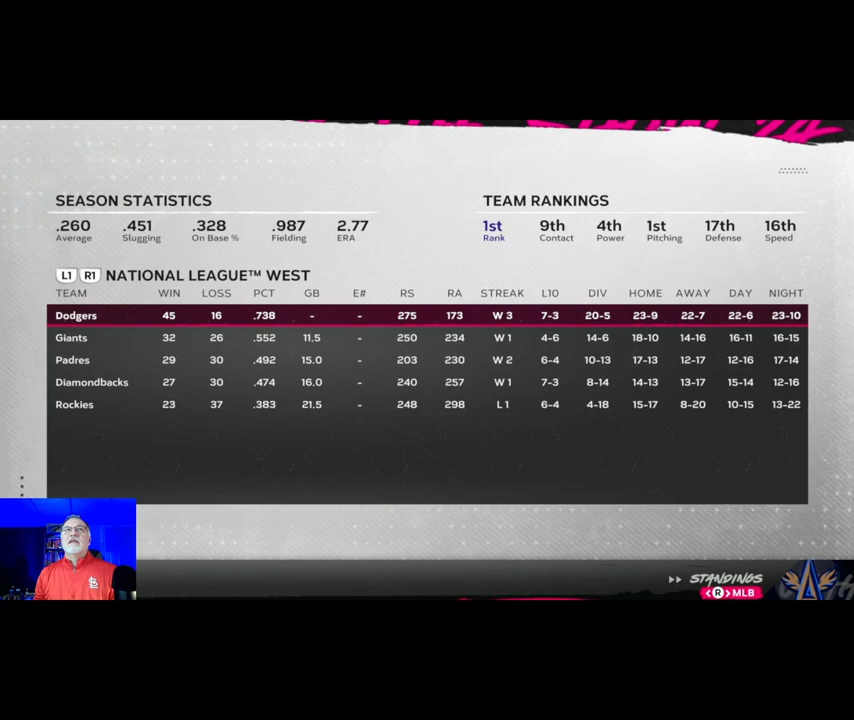 SEASON STATISTICS
.260 .451 .328 .987 2.77
Average Slugging On Base % Fielding ERA
TEAM RANKINGS
1st 9th 4th 1st 17th 16th
Rank Contact Power Pitching Defense Speed
L1 R1 NATIONAL LEAGUE™ WEST
TEAM WIN LOSS PCT GB E# RS RA STREAK L10 DIV HOME AWAY DAY NIGHT
Dodgers 45 16 .738 - - 275 173 W 3 7-3 20-5 23-9 22-7 22-6 23-10
Giants 32 26 .552 11.5 - 250 234 W 1 4-6 14-6 18-10 14-16 16-11 16-15
Padres 29 30 .492 15.0 - 203 230 W 2 6-4 10-13 17-13 12-17 12-16 17-14
Diamondbacks 27 30 .474 16.0 - 240 257 W 1 7-3 8-14 14-13 13-17 15-14 12-16
Rockies 23 37 .383 21.5 - 248 298 L 1 6-4 4-18 15-17 8-20 10-15 13-22
STANDINGS
R MLB